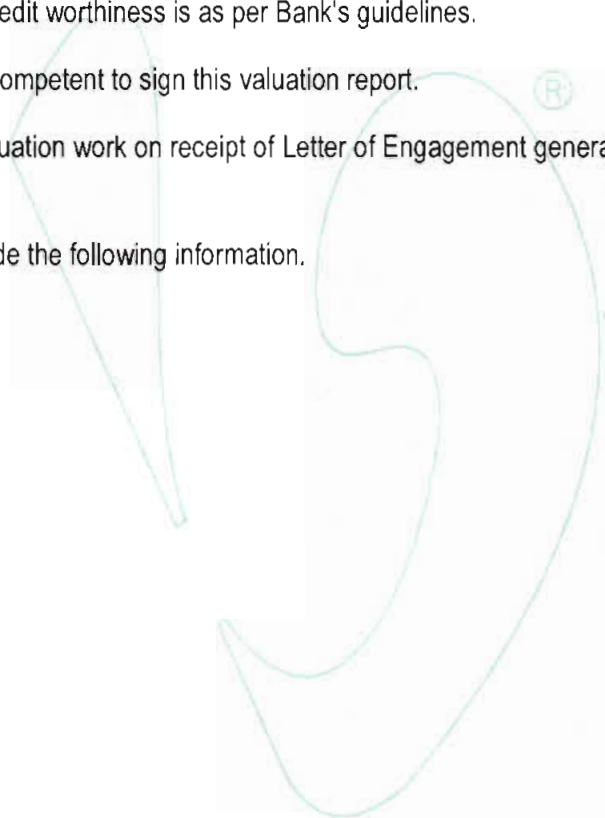 edit worthiness is as per Bank's guidelines.
ompetent to sign this valuation report.
uation work on receipt of Letter of Engagement genera
de the following information.
®